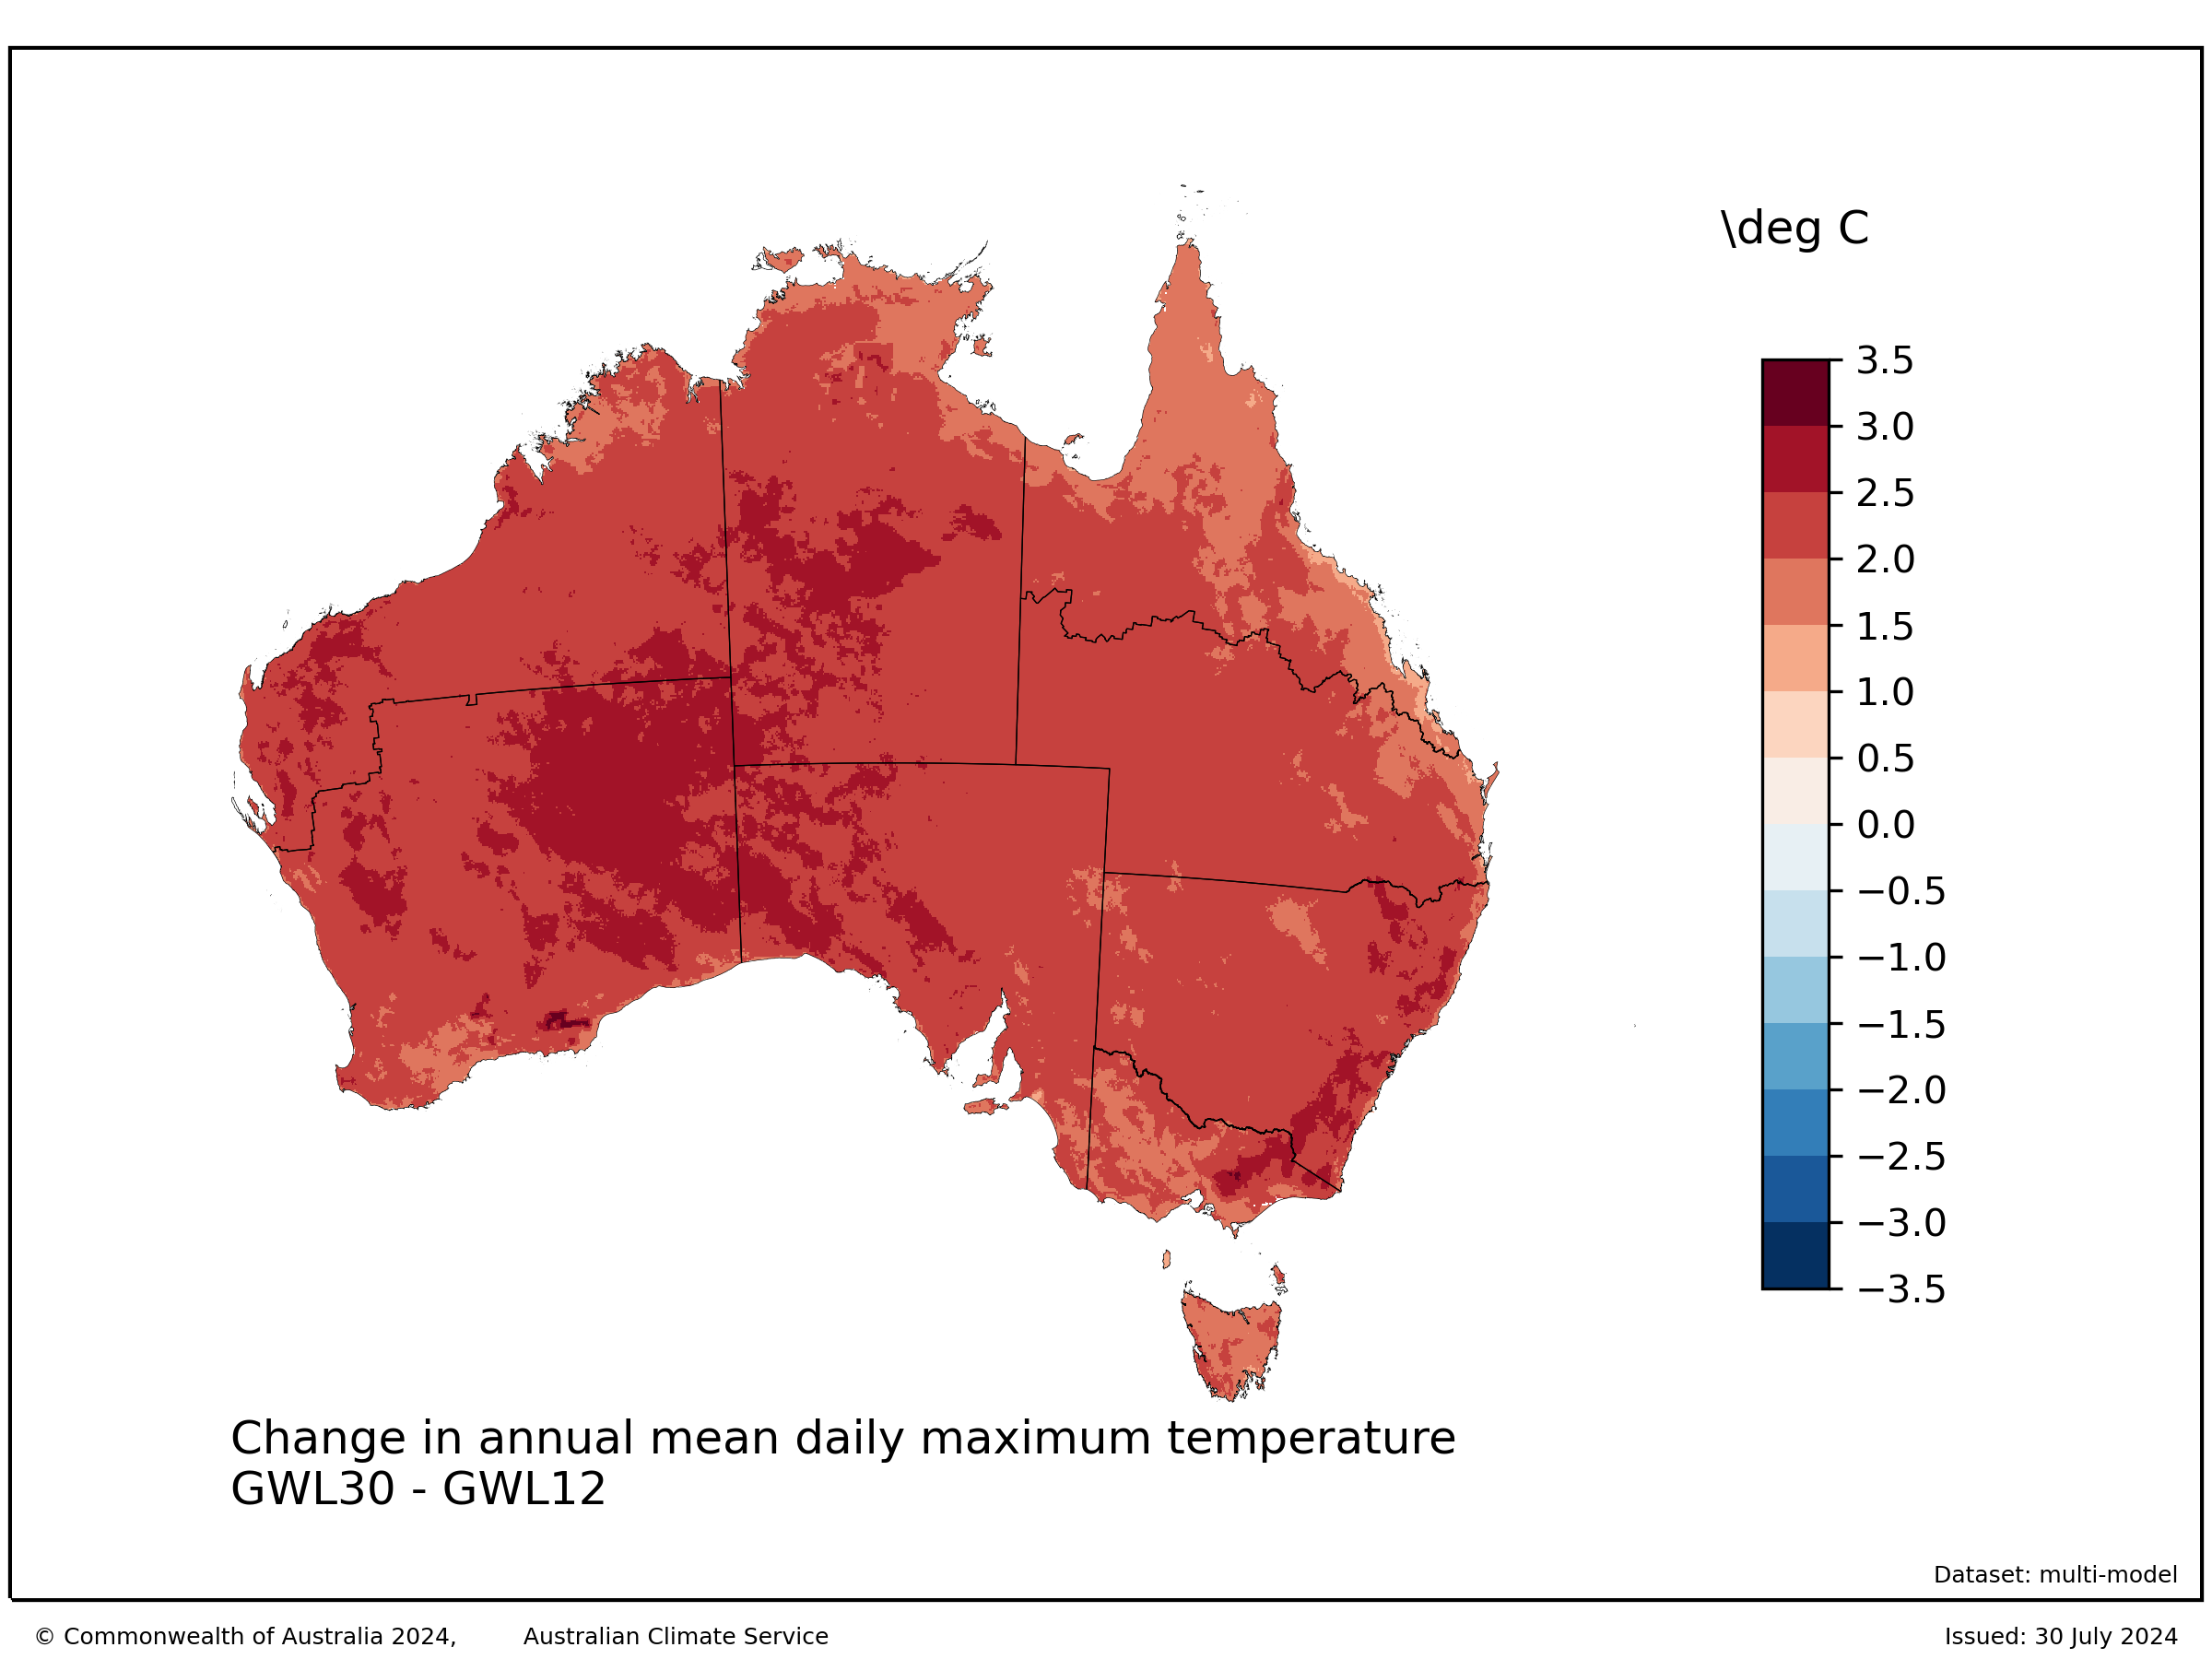 \deg C
3.5
3.0
2.5
2.0
1.5
1.0
0.5
0.0
−0.5
−1.0
−1.5
−2.0
−2.5
−3.0
−3.5
Change in annual mean daily maximum temperature
GWL30 - GWL12
Dataset: multi-model
© Commonwealth of Australia 2024, Australian Climate Service
Issued: 30 July 2024